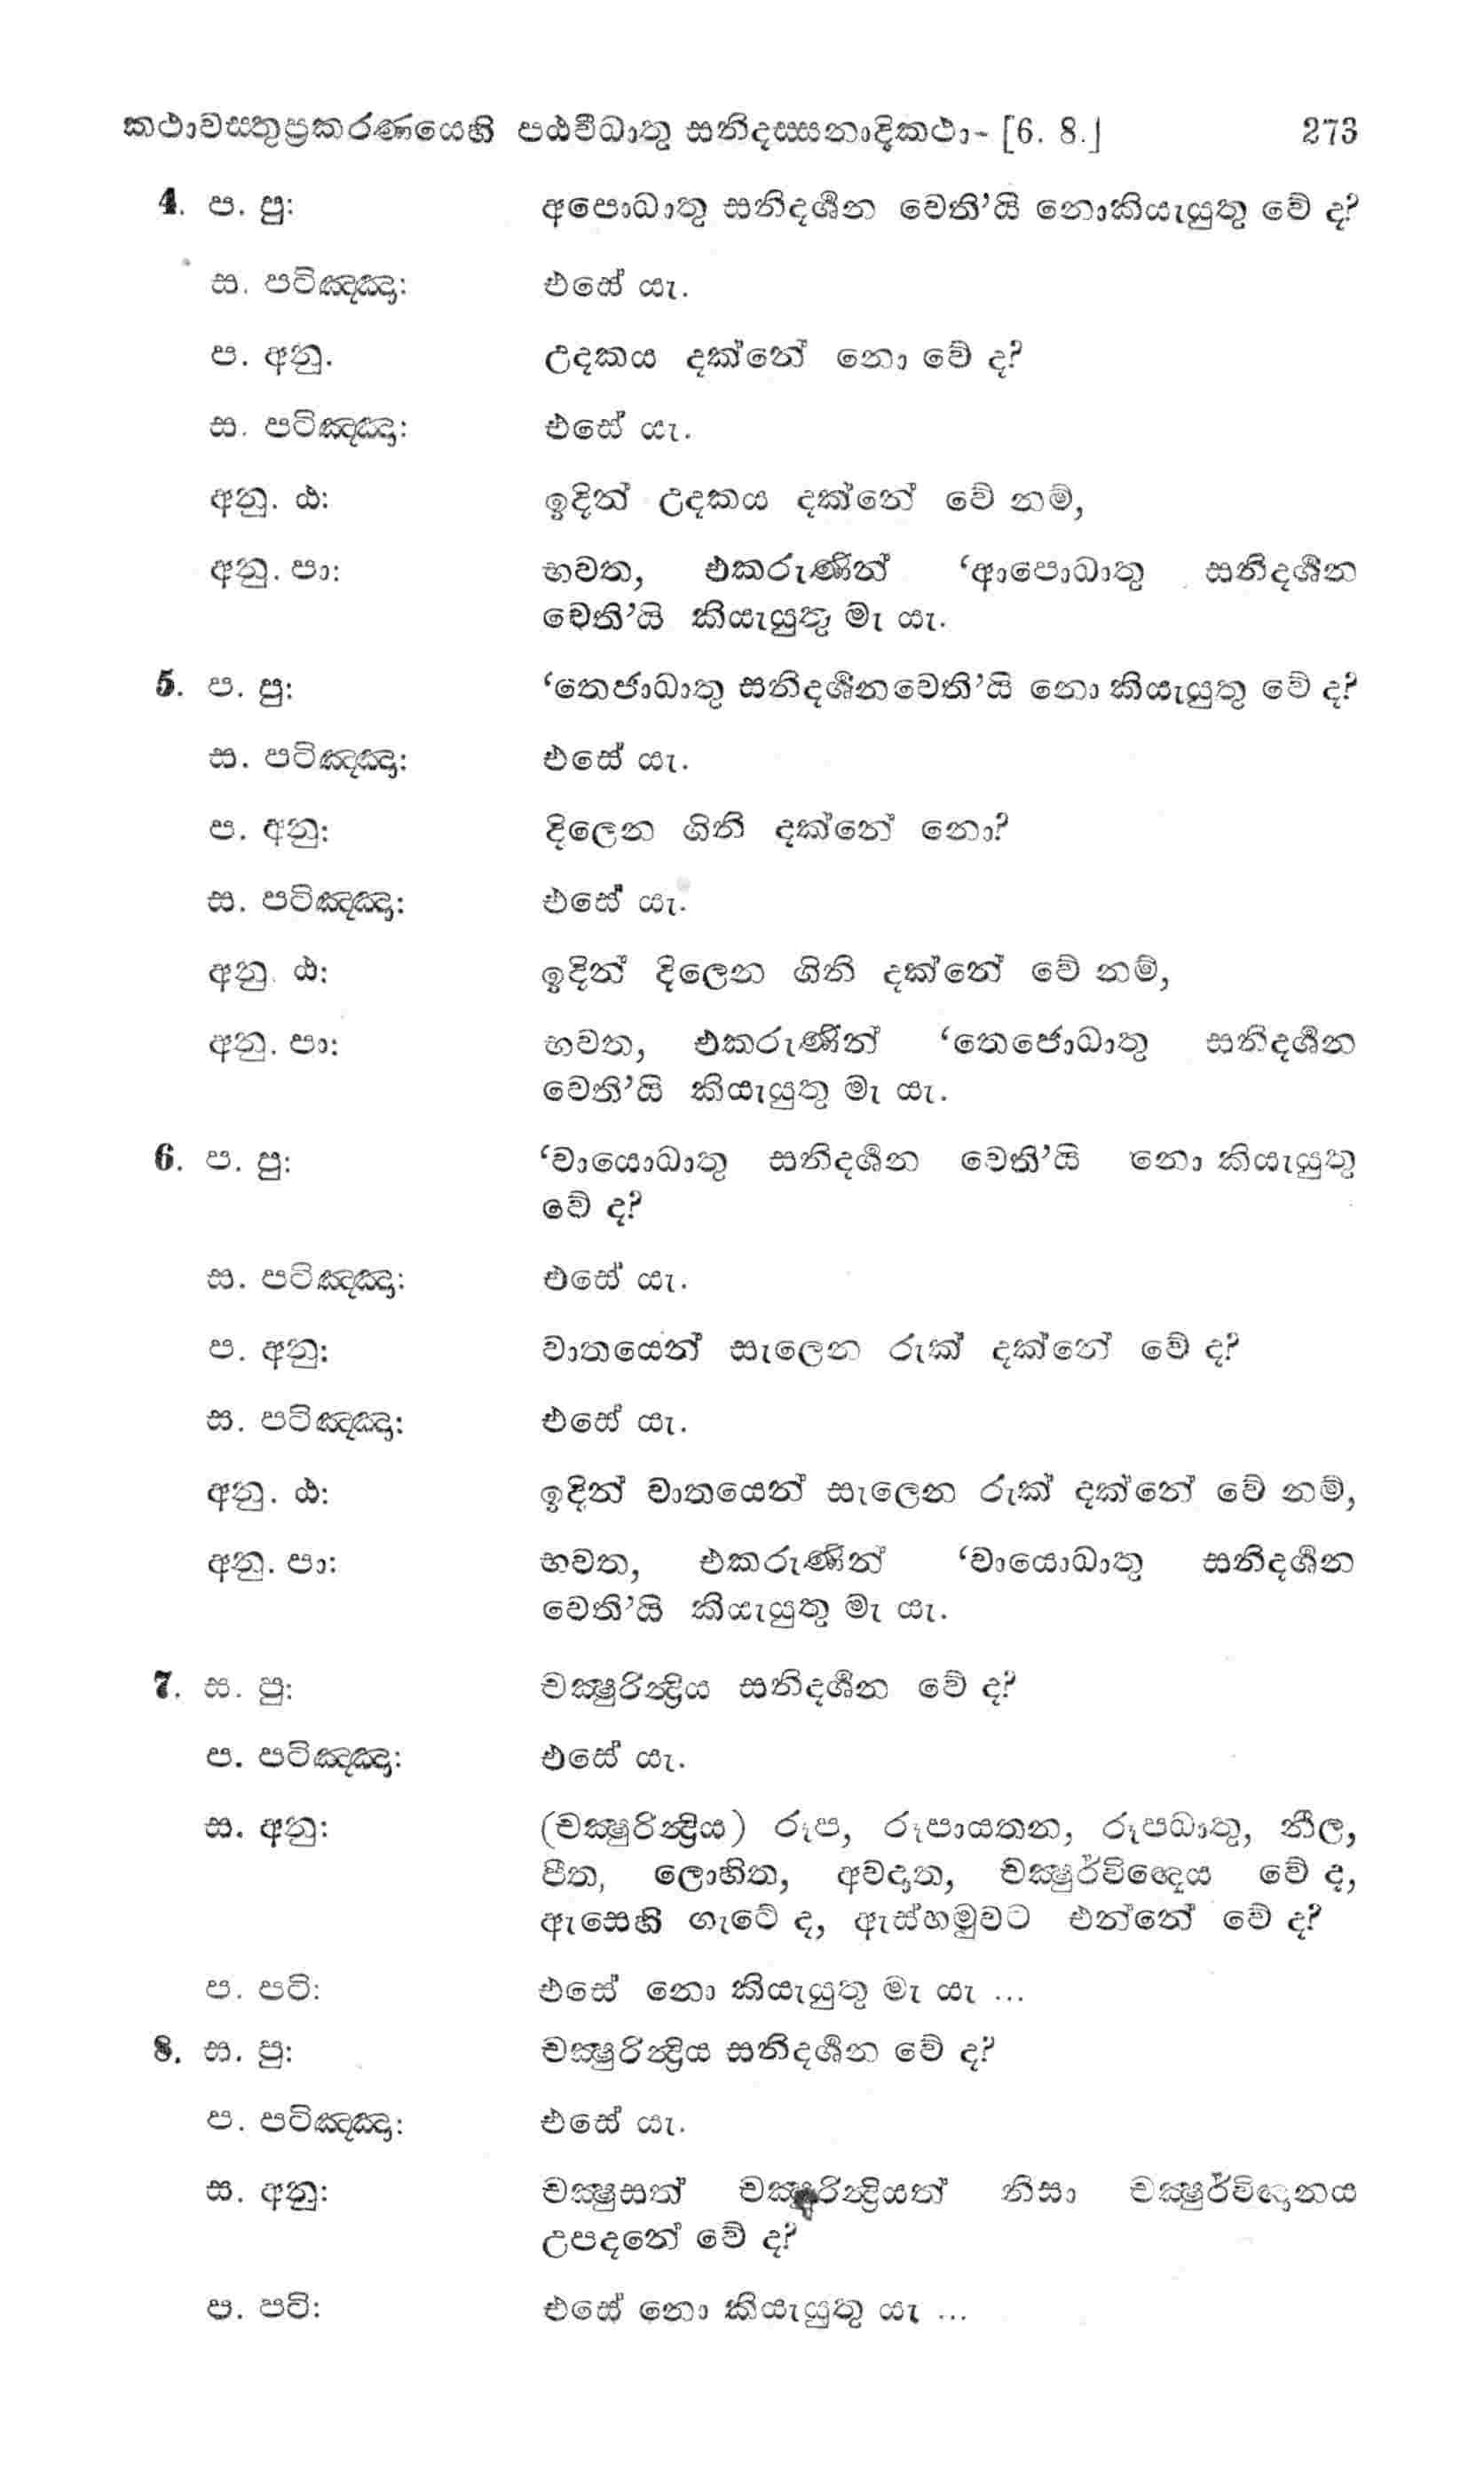 කථාවස්තුප්‍රකරණයෙහි පඨවීධාතු සනිදස්සනාදිකථා- [6. 8.] 273
4. ප. පු: අපොධාතු සනිදර්‍ශන වෙති’යි නොකියැයුතු වේ ද?
ස. පටිඤ්ඤා: එසේ යැ.
ප. අනු. උදකය දක්නේ නො වේ ද?
ස. පටිඤ්ඤා: එසේ යැ.
අනු. ඨ: ඉදින් උදකය දක්නේ වේ නම්,
අනු. පා: භවත, එකරුණින් ‘ආපොධාතු සනිදර්‍ශන
වෙති’යි කියැයුතු මැ යැ.
5. ප. පු: ‘තෙජාධාතු සනිදර්‍ශනවෙති’යි නො කියැයුතු වේ ද?
ස. පටිඤ්ඤා: එසේ යැ.
ප. අනු: දිලෙන ගිනි දක්නේ නො?
ස. පටිඤ්ඤා: එසේ යැ.
අනු. ඨ: ඉදින් දිලෙන ගිනි දක්නේ වේ නම්,
අනු. පා: භවත, එකරුණින් ‘තෙජොධාතු සනිදර්‍ශන
වෙති’යි කියැයුතු මැ යැ.
6. ප. පු: ‘වායොධාතු සනිදර්‍ශන වෙති’යි නො කියැයුතු
වේ ද?
ස. පටිඤ්ඤා: එසේ යැ.
ප. අනු: වාතයෙන් සැලෙන රුක් දක්නේ වේ ද?
ස. පටිඤ්ඤා: එසේ යැ.
අනු. ඨ: ඉදින් වාතයෙන් සැලෙන රුක් දක්නේ වේ නම්,
අනු. පා: භවත, එකරුණින් ‘වායොධාතු සනිදර්‍ශන
වෙති’යි කියැයුතු මැ යැ.
7. ස. පු: චක්‍ෂුරින්‍ද්‍රිය සනිදර්‍ශන වේ ද?
ප. පටිඤ්ඤා: එසේ යැ.
ස. අනු: (චක්‍ෂුරින්‍ද්‍රිය) රූප, රූපායතන, රූපධාතු, නීල,
පීත, ලොහිත, අවදාත, චක්‍ෂුර්විඥෙය වේ ද,
ඇසෙහි ගැටේ ද, ඇස්හමුවට එන්නේ වේ ද?
ප. පටි: එසේ නො කියැයුතු මැ යැ ...
8. ස. පු: චක්‍ෂුරින්‍ද්‍රිය සනිදර්‍ශන වේ ද?
ප. පටිඤ්ඤා: එසේ යැ.
ස. අනු: චක්‍ෂුසත් චක්‍ෂුරින්‍ද්‍රියත් නිසා චක්‍ෂුර්විඥානය
උපදනේ වේ ද?
ප. පටි: එසේ නො කියැයුතු යැ ...